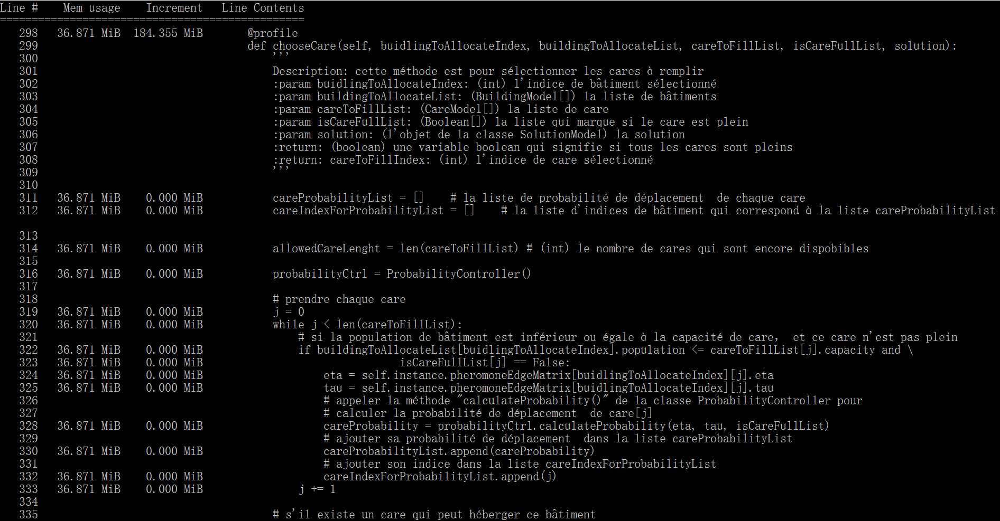 Line #    Mem usage    Increment   Line Contents
================================================
   298   36.871 MiB  184.355 MiB       @profile
   299                                 def chooseCare(self, buidlingToAllocateIndex, buildingToAllocateList, careToFillList, isCareFullList, solution):
   300                                     '''
   301                                     Description: cette méthode est pour sélectionner les cares à remplir
   302                                     :param buidlingToAllocateIndex: (int) l'indice de bâtiment sélectionné
   303                                     :param buildingToAllocateList: (BuildingModel[]) la liste de bâtiments
   304                                     :param careToFillList: (CareModel[]) la liste de care
   305                                     :param isCareFullList: (Boolean[]) la liste qui marque si le care est plein
   306                                     :param solution: (l'objet de la classe SolutionModel) la solution
   307                                     :return: (boolean) une variable boolean qui signifie si tous les cares sont pleins
   308                                     :return: careToFillIndex: (int) l'indice de care sélectionné
   309                                     '''
   310
   311   36.871 MiB    0.000 MiB           careProbabilityList = []    # la liste de probabilité de déplacement  de chaque care
   312   36.871 MiB    0.000 MiB           careIndexForProbabilityList = []    # la liste d'indices de bâtiment qui correspond à la liste careProbabilityList
   313
   314   36.871 MiB    0.000 MiB           allowedCareLenght = len(careToFillList) # (int) le nombre de cares qui sont encore dispobibles
   315
   316   36.871 MiB    0.000 MiB           probabilityCtrl = ProbabilityController()
   317
   318                                     # prendre chaque care
   319   36.871 MiB    0.000 MiB           j = 0
   320   36.871 MiB    0.000 MiB           while j < len(careToFillList):
   321                                         # si la population de bâtiment est inférieur ou égale à la capacité de care,  et ce care n'est pas plein
   322   36.871 MiB    0.000 MiB               if buildingToAllocateList[buidlingToAllocateIndex].population <= careToFillList[j].capacity and \
   323   36.871 MiB    0.000 MiB                               isCareFullList[j] == False:
   324   36.871 MiB    0.000 MiB                   eta = self.instance.pheromoneEdgeMatrix[buidlingToAllocateIndex][j].eta
   325   36.871 MiB    0.000 MiB                   tau = self.instance.pheromoneEdgeMatrix[buidlingToAllocateIndex][j].tau
   326                                             # appeler la méthode "calculateProbability()" de la classe ProbabilityController pour
   327                                             # calculer la probabilité de déplacement  de care[j]
   328   36.871 MiB    0.000 MiB                   careProbability = probabilityCtrl.calculateProbability(eta, tau, isCareFullList)
   329                                             # ajouter sa probabilité de déplacement  dans la liste careProbabilityList
   330   36.871 MiB    0.000 MiB                   careProbabilityList.append(careProbability)
   331                                             # ajouter son indice dans la liste careIndexForProbabilityList
   332   36.871 MiB    0.000 MiB                   careIndexForProbabilityList.append(j)
   333   36.871 MiB    0.000 MiB               j += 1
   334
   335                                     # s'il existe un care qui peut héberger ce bâtiment